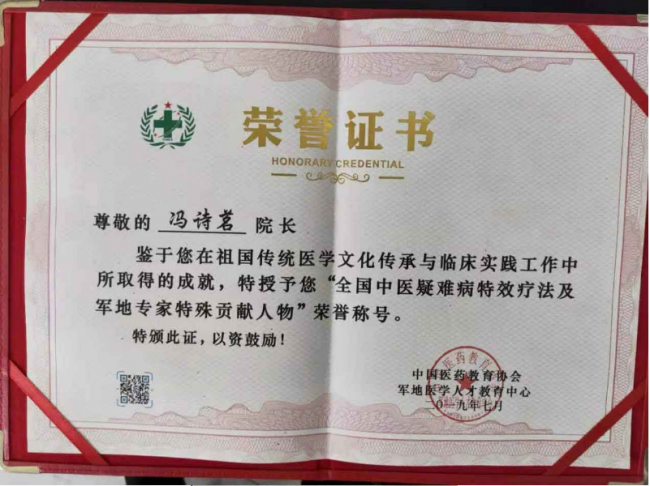 荣誉证书
HONORARY CREDENTIAL
尊敬的 冯诗茗 院长
鉴于您在祖国传统医学文化传承与临床实践工作中
所取得的成就，特授予您“全国中医疑难病特效疗法及
军地专家特殊贡献人物”荣誉称号。
特颁此证，以资鼓励！
中国医药教育协会
军地医学人才教育中心
二〇一九年七月